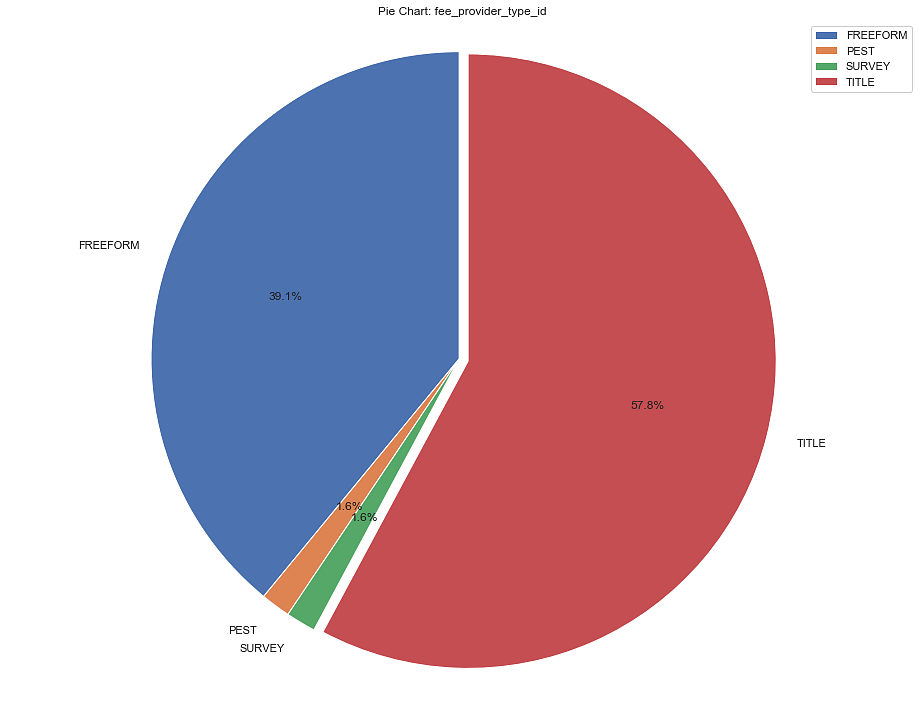 Pie Chart: fee_provider_type_id
FREEFORM
PEST
SURVEY
TITLE
FREEFORM
39.1%
57.8%
TITLE
1.6%
1.6%
PEST
SURVEY